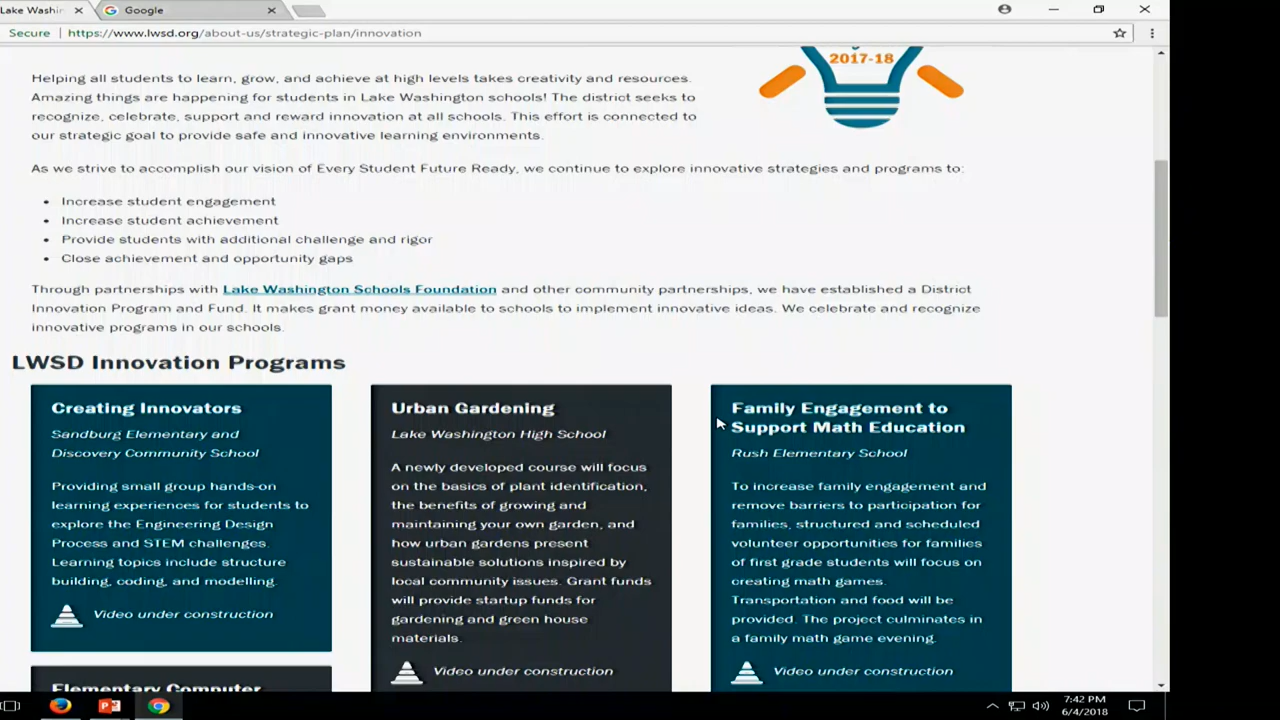 Lake Washin
Google
Secure
https://www.lwsd.org/about-us/strategic-plan/innovation
2017-18
Helping all students to learn, grow, and achieve at high levels takes creativity and resources.
Amazing things are happening for students in Lake Washington schools! The district seeks to
recognize, celebrate, support and reward innovation at all schools. This effort is connected to
our strategic goal to provide safe and innovative learning environments.
As we strive to accomplish our vision of Every Student Future Ready, we continue to explore innovative strategies and programs to:
Increase student engagement
Increase student achievement
Provide students with additional challenge and rigor
Close achievement and opportunity gaps
Through partnerships with Lake Washington Schools Foundation and other community partnerships, we have established a District
Innovation Program and Fund. It makes grant money available to schools to implement innovative ideas. We celebrate and recognize
innovative programs in our schools.
LWSD Innovation Programs
Creating Innovators
Sandburg Elementary and
Discovery Community School
Providing small group hands-on
learning experiences for students to
explore the Engineering Design
Process and STEM challenges.
Learning topics include structure
building, coding, and modelling.
Video under construction
Elementary Computer
Urban Gardening
Lake Washington High School
A newly developed course will focus
on the basics of plant identification,
the benefits of growing and
maintaining your own garden, and
how urban gardens present
sustainable solutions inspired by
local community issues. Grant funds
will provide startup funds for
gardening and green house
materials.
Video under construction
Family Engagement to
Support Math Education
Rush Elementary School
To increase family engagement and
remove barriers to participation for
families, structured and scheduled
volunteer opportunities for families
of first grade students will focus on
creating math games.
Transportation and food will be
provided. The project culminates in
a family math game evening.
Video under construction
7:42 PM
6/4/2018